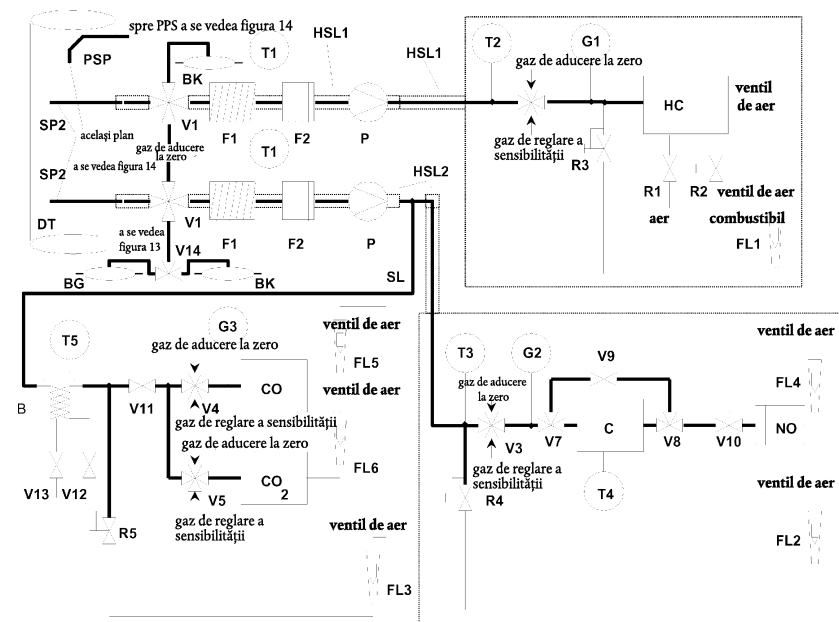 spre PPS a se vedea figura 14
PSP
T1
BK
HSL1
HSL1
SP2
același plan
V1
gaz de aducere
la zero
F1
F2
P
T1
a se vedea figura 14
SP2
HSL2
DT
a se vedea
figura 13
V1
F1
F2
P
V14
BG
BK
SL
T2
G1
gaz de aducere la zero
gaz de reglare a
sensibilității
HC
ventil
de aer
R3
R1
R2
ventil de aer
aer
combustibil
FL1
T5
G3
gaz de aducere la zero
ventil de aer
FL5
ventil de aer
B
V11
V4
CO
gaz de reglare a sensibilității
gaz de aducere la zero
FL6
V13
V12
V5
CO
2
gaz de reglare a
sensibilității
R5
ventil de aer
FL3
T3
G2
V9
ventil de aer
gaz de aducere
la zero
FL4
V3
V7
C
V8
V10
NO
gaz de reglare a
sensibilității
R4
T4
ventil de aer
FL2